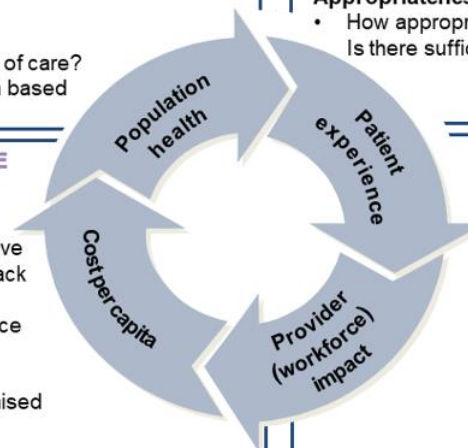 Appropriateness
• How appropr
Is there suffic
of care?
based
E
ve
ack
ce
ised
Population
health
Patient
experience
Provider
(workforce)
impact
Cost per capita